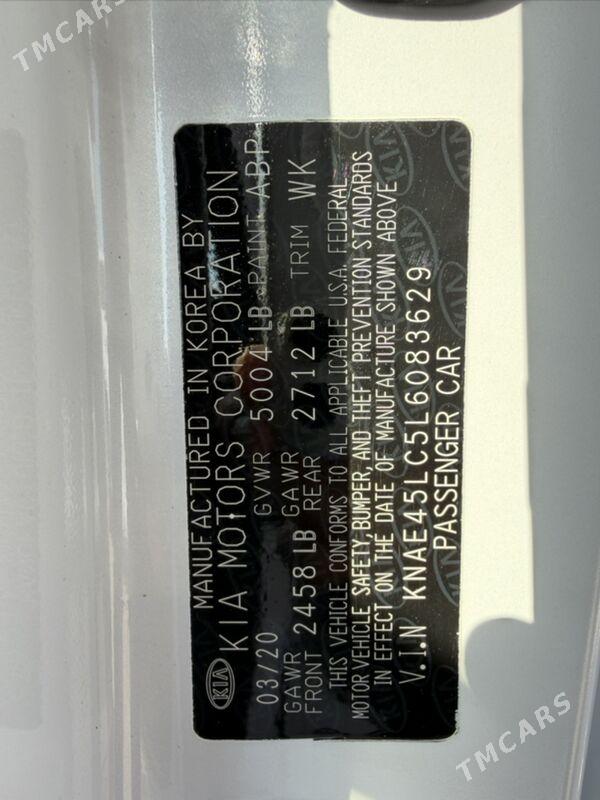 TMCARS
MANUFACTURED IN KOREA BY
KIA MOTORS CORPORATION
03/20 GVWR 5004 LB PAINT ABP
GAWR FRONT 2458 LB GAWR REAR 2712 LB TRIM WK
THIS VEHICLE CONFORMS TO ALL APPLICABLE U.S.A. FEDERAL
MOTOR VEHICLE SAFETY, BUMPER, AND THEFT PREVENTION STANDARDS
IN EFFECT ON THE DATE OF MANUFACTURE SHOWN ABOVE
V.I.N KNAE45LC5L6083629
PASSENGER CAR
KIA
TMCARS